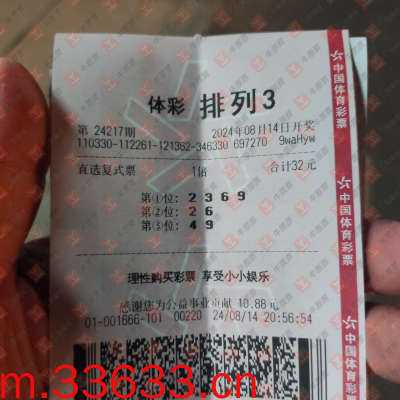 体彩 排列3
第 24217期 2024年08月14日开奖
110330-112261-121362-346330 697270 9waHyw
直选复式票 1倍 合计32元
第①位: 2 3 6 9
第②位: 2 6
第③位: 4 9
理性购买彩票 享受小小娱乐
感谢您为公益事业贡献 10.88元
01-001666-101 00220 24/08/14 20:56:54
中国体育彩票
中国体育彩票
中国体育彩票
m.33633.cn